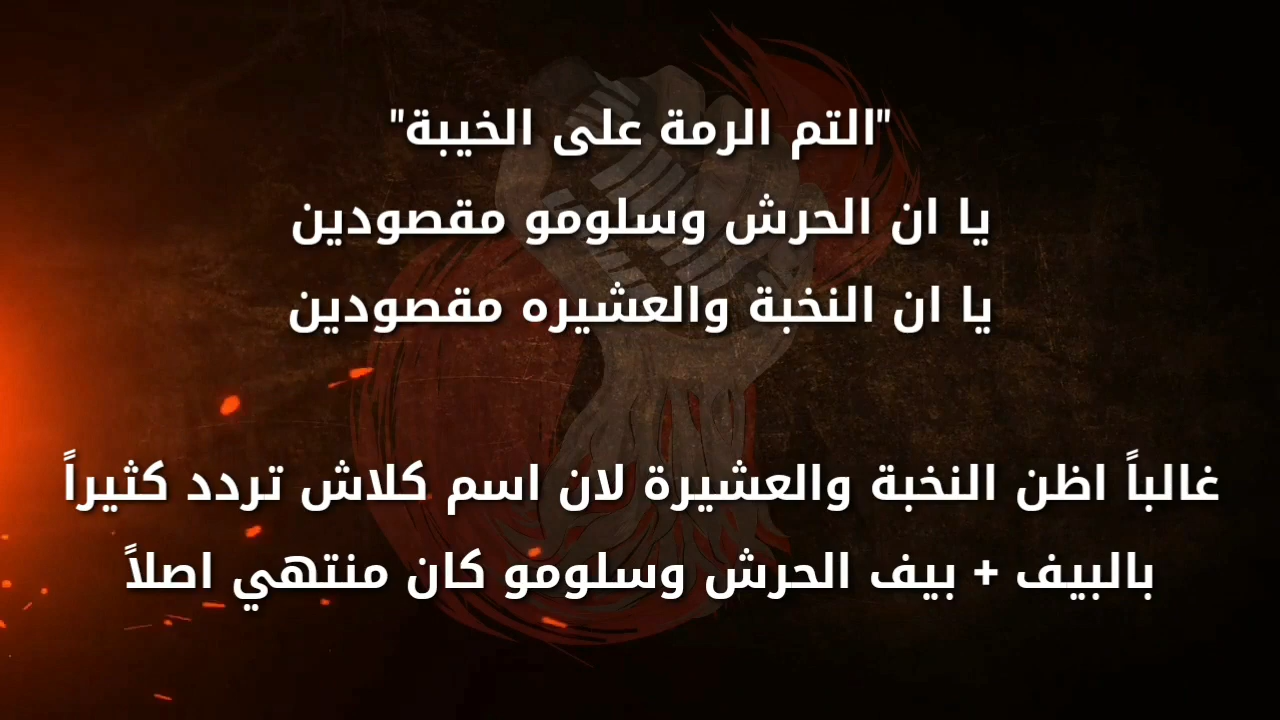 "التم الرمة على الخيبة"
يا ان الحرش وسلومو مقصودين
يا ان النخبة والعشيره مقصودين
غالباً اظن النخبة والعشيرة لان اسم كلاش تردد كثيراً
بالبيف + بيف الحرش وسلومو كان منتهي اصلاً